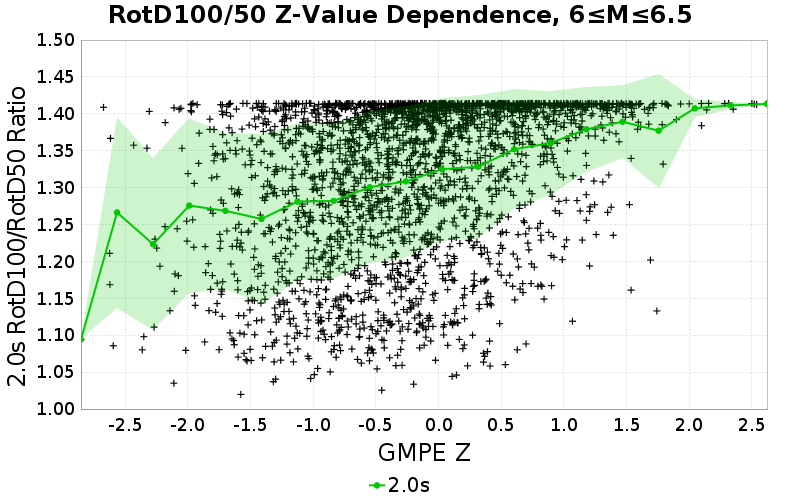 RotD100/50 Z-Value Dependence, 6≤M≤6.5
2.0s RotD100/RotD50 Ratio
1.50
1.45
1.40
1.35
1.30
1.25
1.20
1.15
1.10
1.05
1.00
-2.5 -2.0 -1.5 -1.0 -0.5 0.0 0.5 1.0 1.5 2.0 2.5
GMPE Z
2.0s